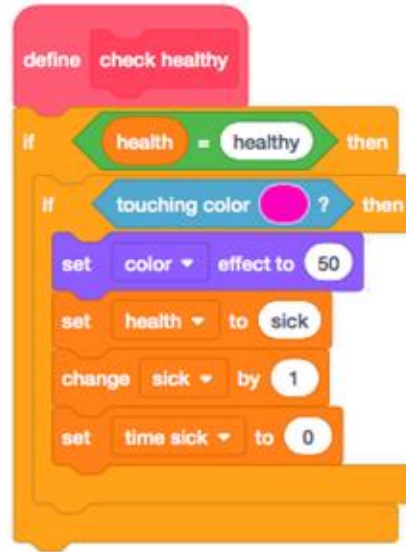 define check healthy
if health = healthy then
if touching color ? then
set color effect to 50
set health to sick
change sick by 1
set time sick to 0